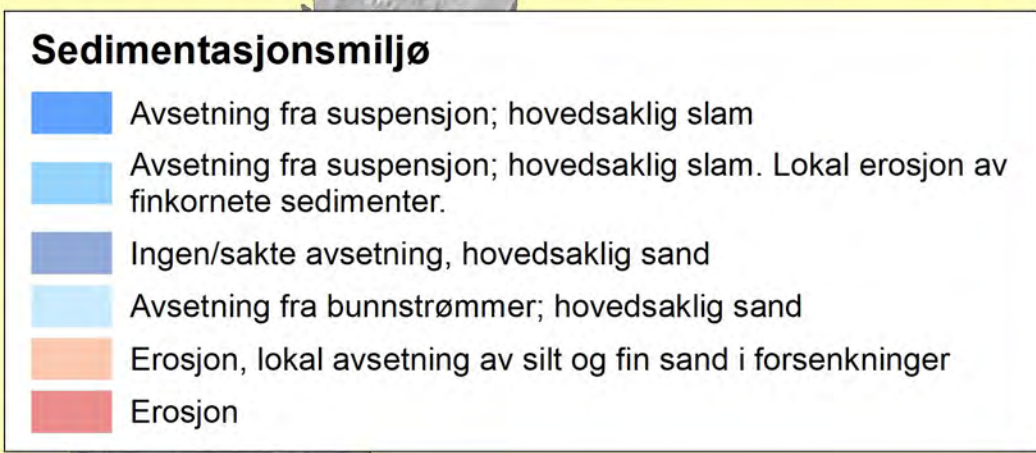 Sedimentasjonsmiljø
Avsetning fra suspensjon; hovedsaklig slam
Avsetning fra suspensjon; hovedsaklig slam. Lokal erosjon av
finkornete sedimenter.
Ingen/sakte avsetning, hovedsaklig sand
Avsetning fra bunnstrømmer; hovedsaklig sand
Erosjon, lokal avsetning av silt og fin sand i forsenkninger
Erosjon